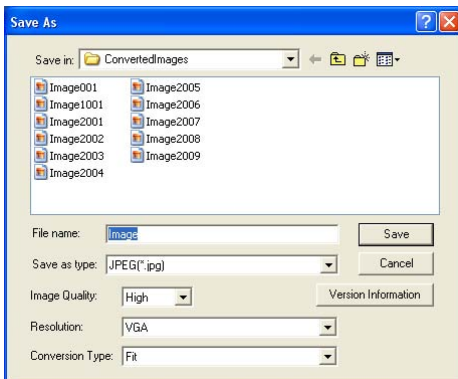 Save As
Save in: ConvertedImages
Image001 Image2005
Image1001 Image2006
Image2001 Image2007
Image2002 Image2008
Image2003 Image2009
Image2004
File name: Image Save
Save as type: JPEG(*.jpg) Cancel
Image Quality: High Version Information
Resolution: VGA
Conversion Type: Fit